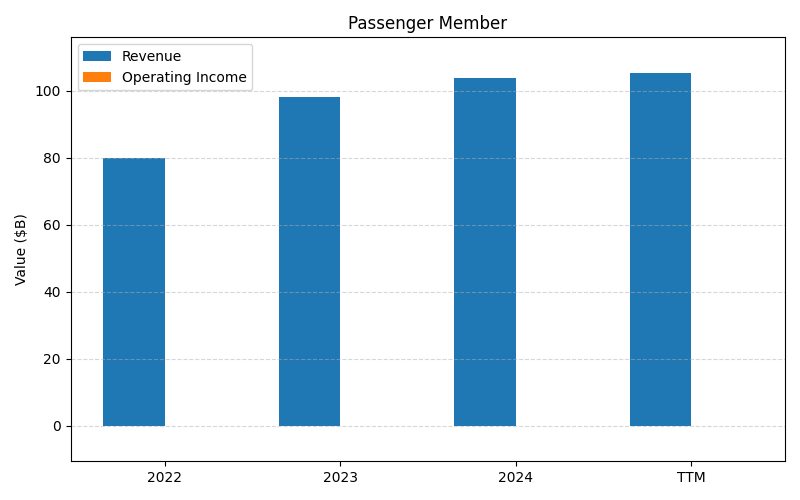 Passenger Member
Revenue
Operating Income
Value ($B)
100
80
60
40
20
0
2022
2023
2024
TTM